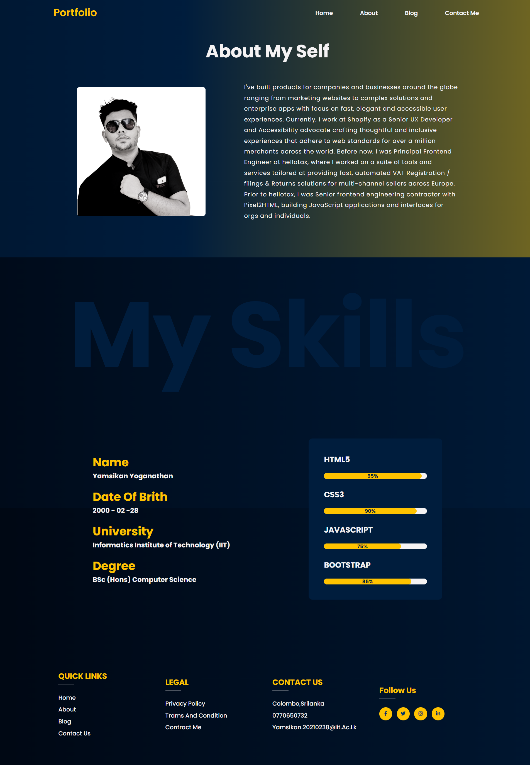 Portfolio
Home About Blog Contact Me
About My Self
I've built products for companies and businesses around the globe
ranging from marketing websites to complex solutions and
enterprise apps with focus on fast, elegant and accessible user
experiences. Currently, I work at Shopify as a Senior UX Developer
and Accessibility advocate crafting thoughtful and inclusive
experiences that adhere to web standards for over a million
merchants across the world. Before now, I was Principal Frontend
Engineer at hellotax, where I worked on a suite of tools and
services tailored at providing fast, automated VAT Registration /
filings & Returns solutions for multi-channel sellers across Europe.
Prior to hellotax, I was Senior frontend engineering contractor with
Pixel2HTML, building JavaScript applications and interfaces for
orgs and individuals.
My Skills
Name
Yamsikan Yoganathan
Date Of Brith
2000 - 02 -28
University
Informatics Institute of Technology (IIT)
Degree
BSc (Hons) Computer Science
HTML5
95%
CSS3
90%
JAVASCRIPT
75%
BOOTSTRAP
85%
QUICK LINKS
Home
About
Blog
Contact Us
LEGAL
Privacy Policy
Trams And Condition
Contract Me
CONTACT US
Colombo,Srilanka
0770650732
Yamsikan.20210238@iit.Ac.Lk
Follow Us